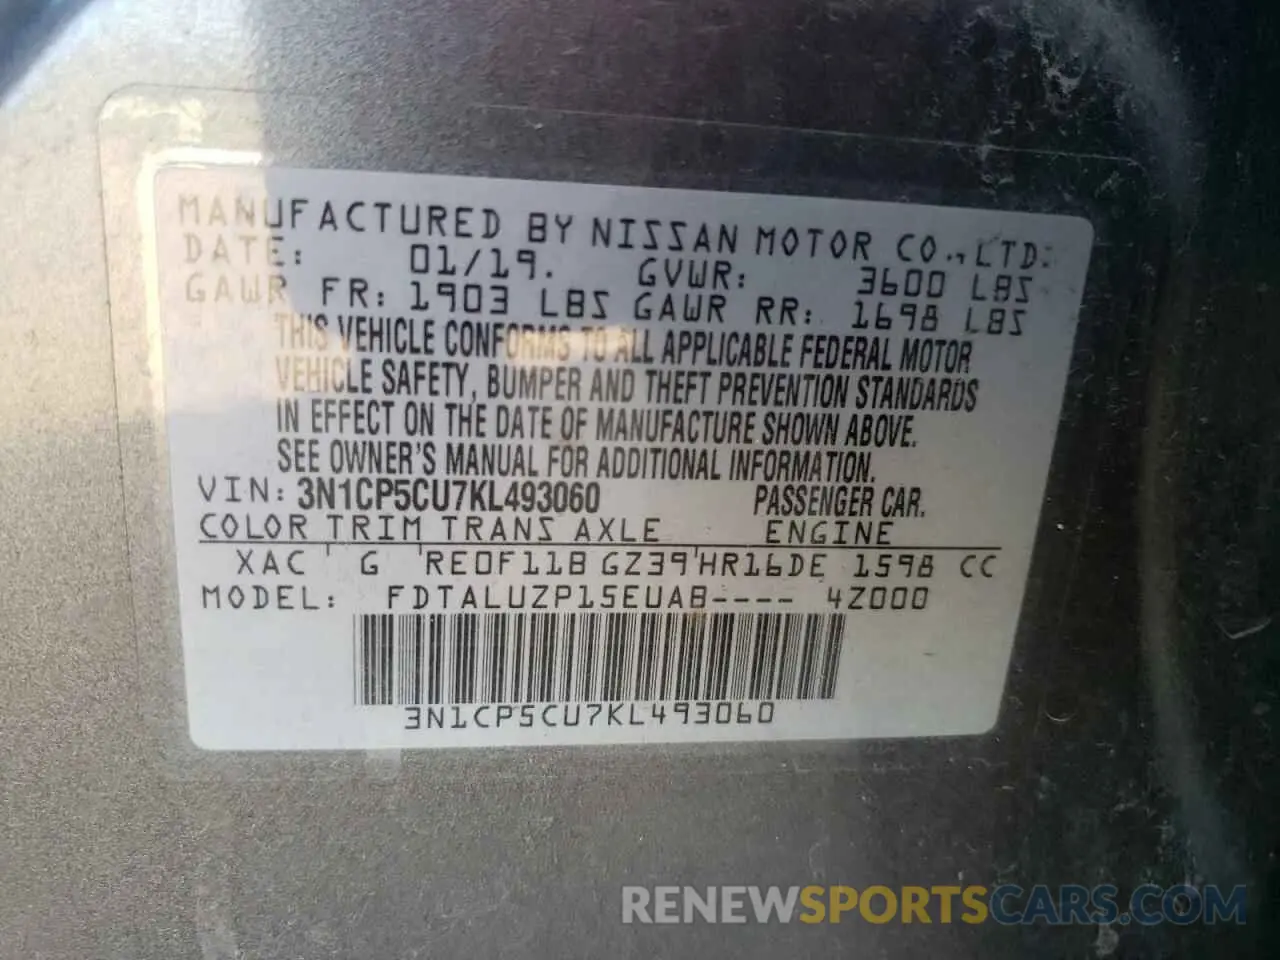 MANUFACTURED BY NISSAN MOTOR CO., LTD.
DATE: 01/19. GVWR: 3600 LBS
GAWR FR: 1903 LBS GAWR RR: 1698 LBS
THIS VEHICLE CONFORMS TO ALL APPLICABLE FEDERAL MOTOR
VEHICLE SAFETY, BUMPER AND THEFT PREVENTION STANDARDS
IN EFFECT ON THE DATE OF MANUFACTURE SHOWN ABOVE.
SEE OWNER'S MANUAL FOR ADDITIONAL INFORMATION.
VIN: 3N1CP5CU7KL493060 PASSENGER CAR.
COLOR TRIM TRANS AXLE ENGINE
XAC G RE0F11B GZ39 HR16DE 1598 CC
MODEL: FDTALUZP15EUAB---- 4Z000
3N1CP5CU7KL493060
RENEWSPORTSCARS.COM